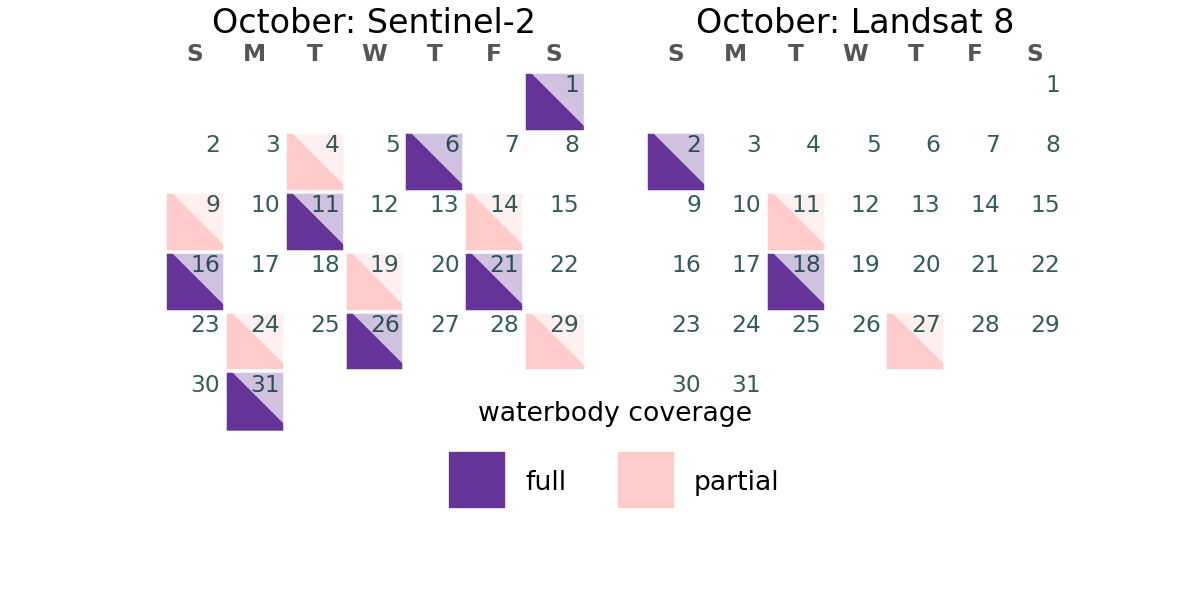 October: Sentinel-2
S M T W T F S
1
2 3 4 5 6 7 8
9 10 11 12 13 14 15
16 17 18 19 20 21 22
23 24 25 26 27 28 29
30 31
October: Landsat 8
S M T W T F S
1
2 3 4 5 6 7 8
9 10 11 12 13 14 15
16 17 18 19 20 21 22
23 24 25 26 27 28 29
30 31
waterbody coverage
full partial